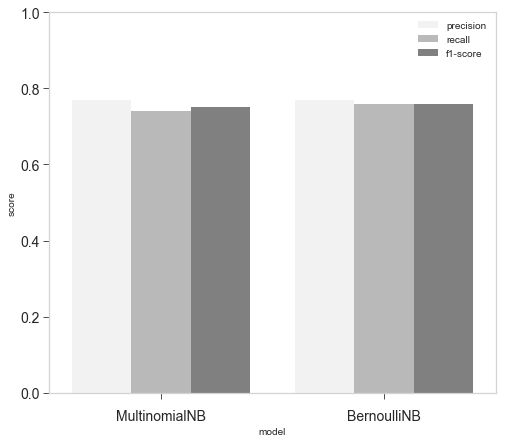 1.0
0.8
0.6
0.4
0.2
0.0
score
precision
recall
f1-score
MultinomialNB
BernoulliNB
model